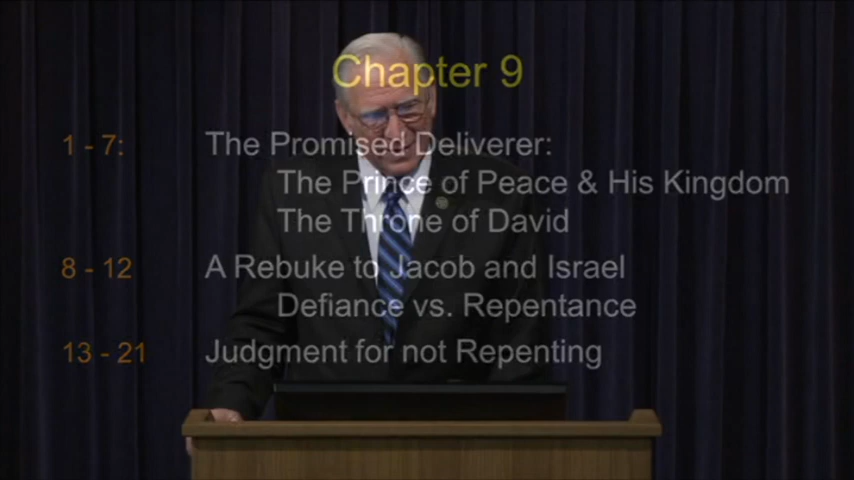 Chapter 9
1 - 7: The Promised Deliverer:
The Prince of Peace & His Kingdom
The Throne of David
8 - 12 A Rebuke to Jacob and Israel
Defiance vs. Repentance
13 - 21 Judgment for not Repenting